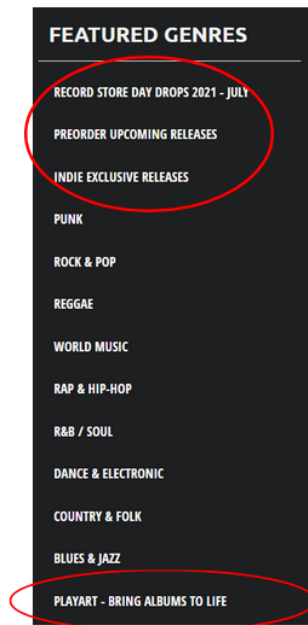 FEATURED GENRES
RECORD STORE DAY DROPS 2021 - JULY
PREORDER UPCOMING RELEASES
INDIE EXCLUSIVE RELEASES
PUNK
ROCK & POP
REGGAE
WORLD MUSIC
RAP & HIP-HOP
R&B / SOUL
DANCE & ELECTRONIC
COUNTRY & FOLK
BLUES & JAZZ
PLAYART - BRING ALBUMS TO LIFE